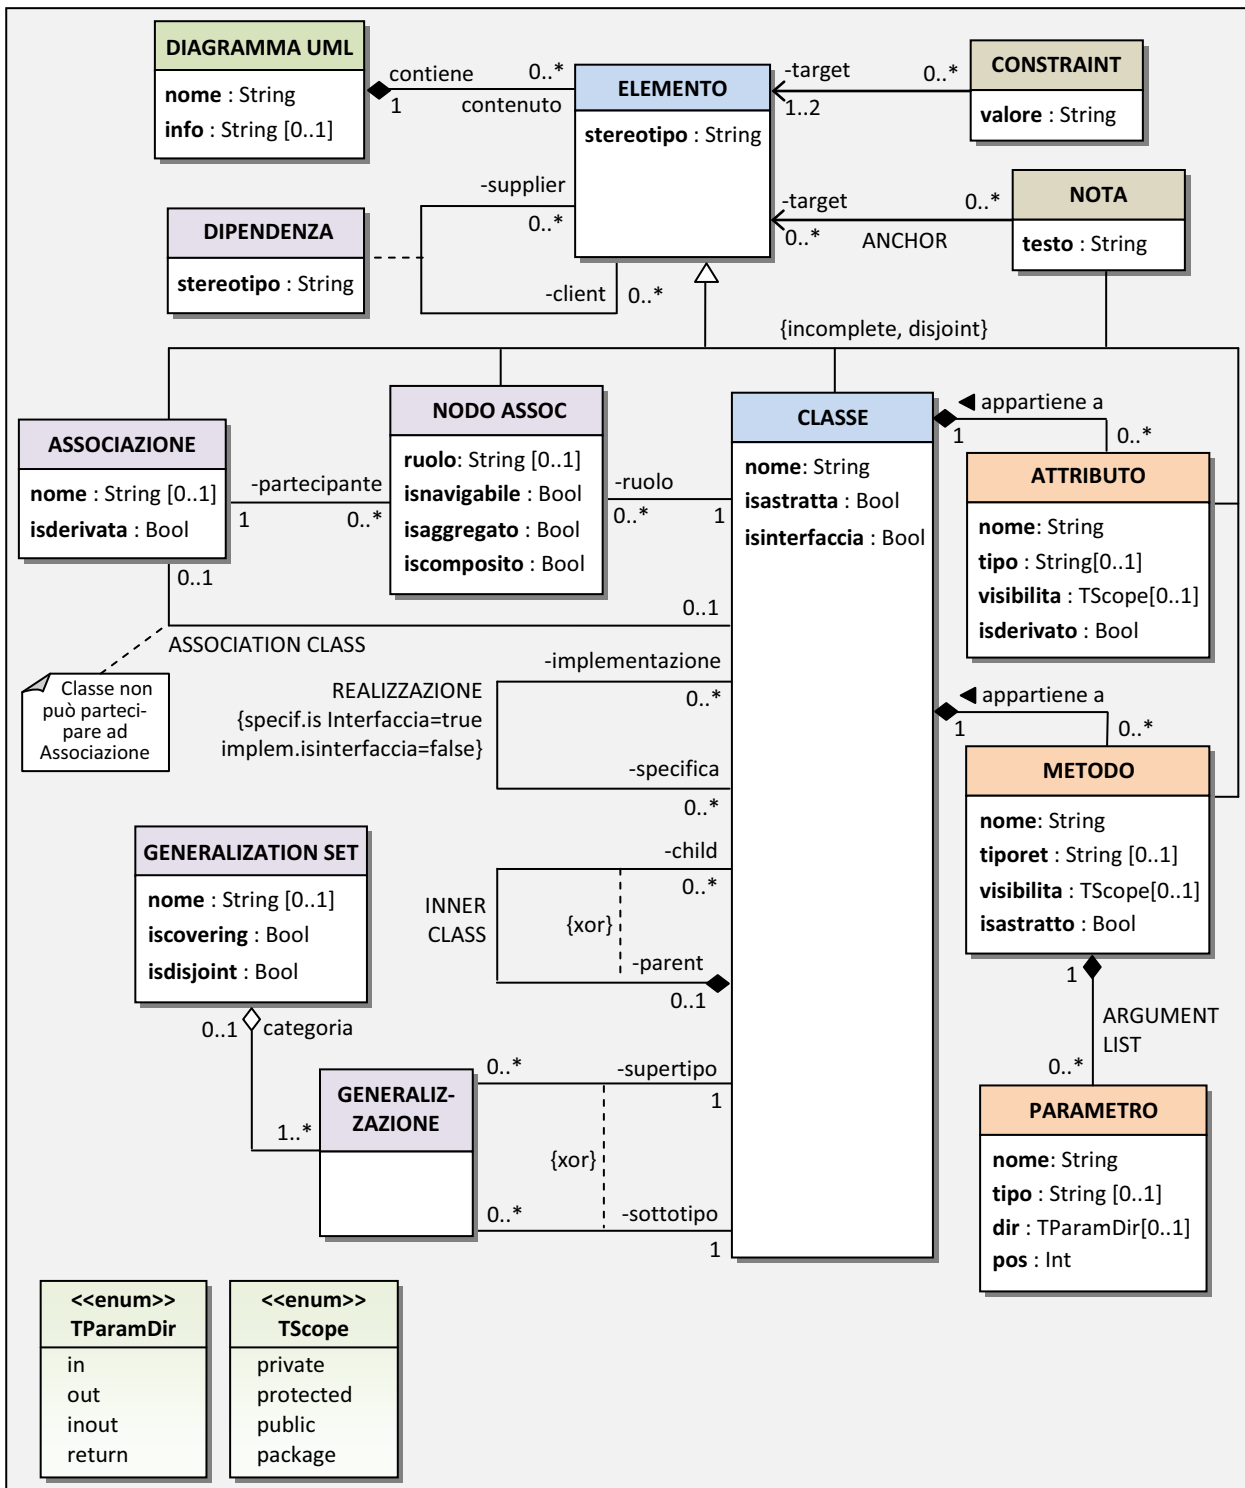 DIAGRAMMA UML
nome : String
info : String [0..1]
contiene
0..*
1
contenuto
ELEMENTO
stereotipo : String
-target
0..*
1..2
CONSTRAINT
valore : String
-supplier
0..*
-target
0..*
0..*
ANCHOR
NOTA
testo : String
DIPENDENZA
stereotipo : String
-client
0..*
{incomplete, disjoint}
ASSOCIAZIONE
nome : String [0..1]
isderivata : Bool
-partecipante
1
0..*
NODO ASSOC
ruolo: String [0..1]
isnavigabile : Bool
isaggregato : Bool
iscomposito : Bool
-ruolo
0..*
1
CLASSE
nome: String
isastratta : Bool
isinterfaccia : Bool
◀ appartiene a
1
0..*
ATTRIBUTO
nome: String
tipo : String[0..1]
visibilita : TScope[0..1]
isderivato : Bool
0..1
0..1
ASSOCIATION CLASS
Classe non
può parteci-
pare ad
Associazione
-implementazione
0..*
REALIZZAZIONE
{specif.is Interfaccia=true
implem.isinterfaccia=false}
-specifica
0..*
◀ appartiene a
1
0..*
METODO
nome: String
tiporet : String [0..1]
visibilita : TScope[0..1]
isastratto : Bool
GENERALIZATION SET
nome : String [0..1]
iscovering : Bool
isdisjoint : Bool
-child
0..*
INNER
CLASS
{xor}
-parent
0..1
0..1
categoria
1
ARGUMENT
LIST
0..*
GENERALIZ-
ZAZIONE
1..*
0..*
-supertipo
1
{xor}
0..*
-sottotipo
1
PARAMETRO
nome: String
tipo : String [0..1]
dir : TParamDir[0..1]
pos : Int
<<enum>>
TParamDir
in
out
inout
return
<<enum>>
TScope
private
protected
public
package